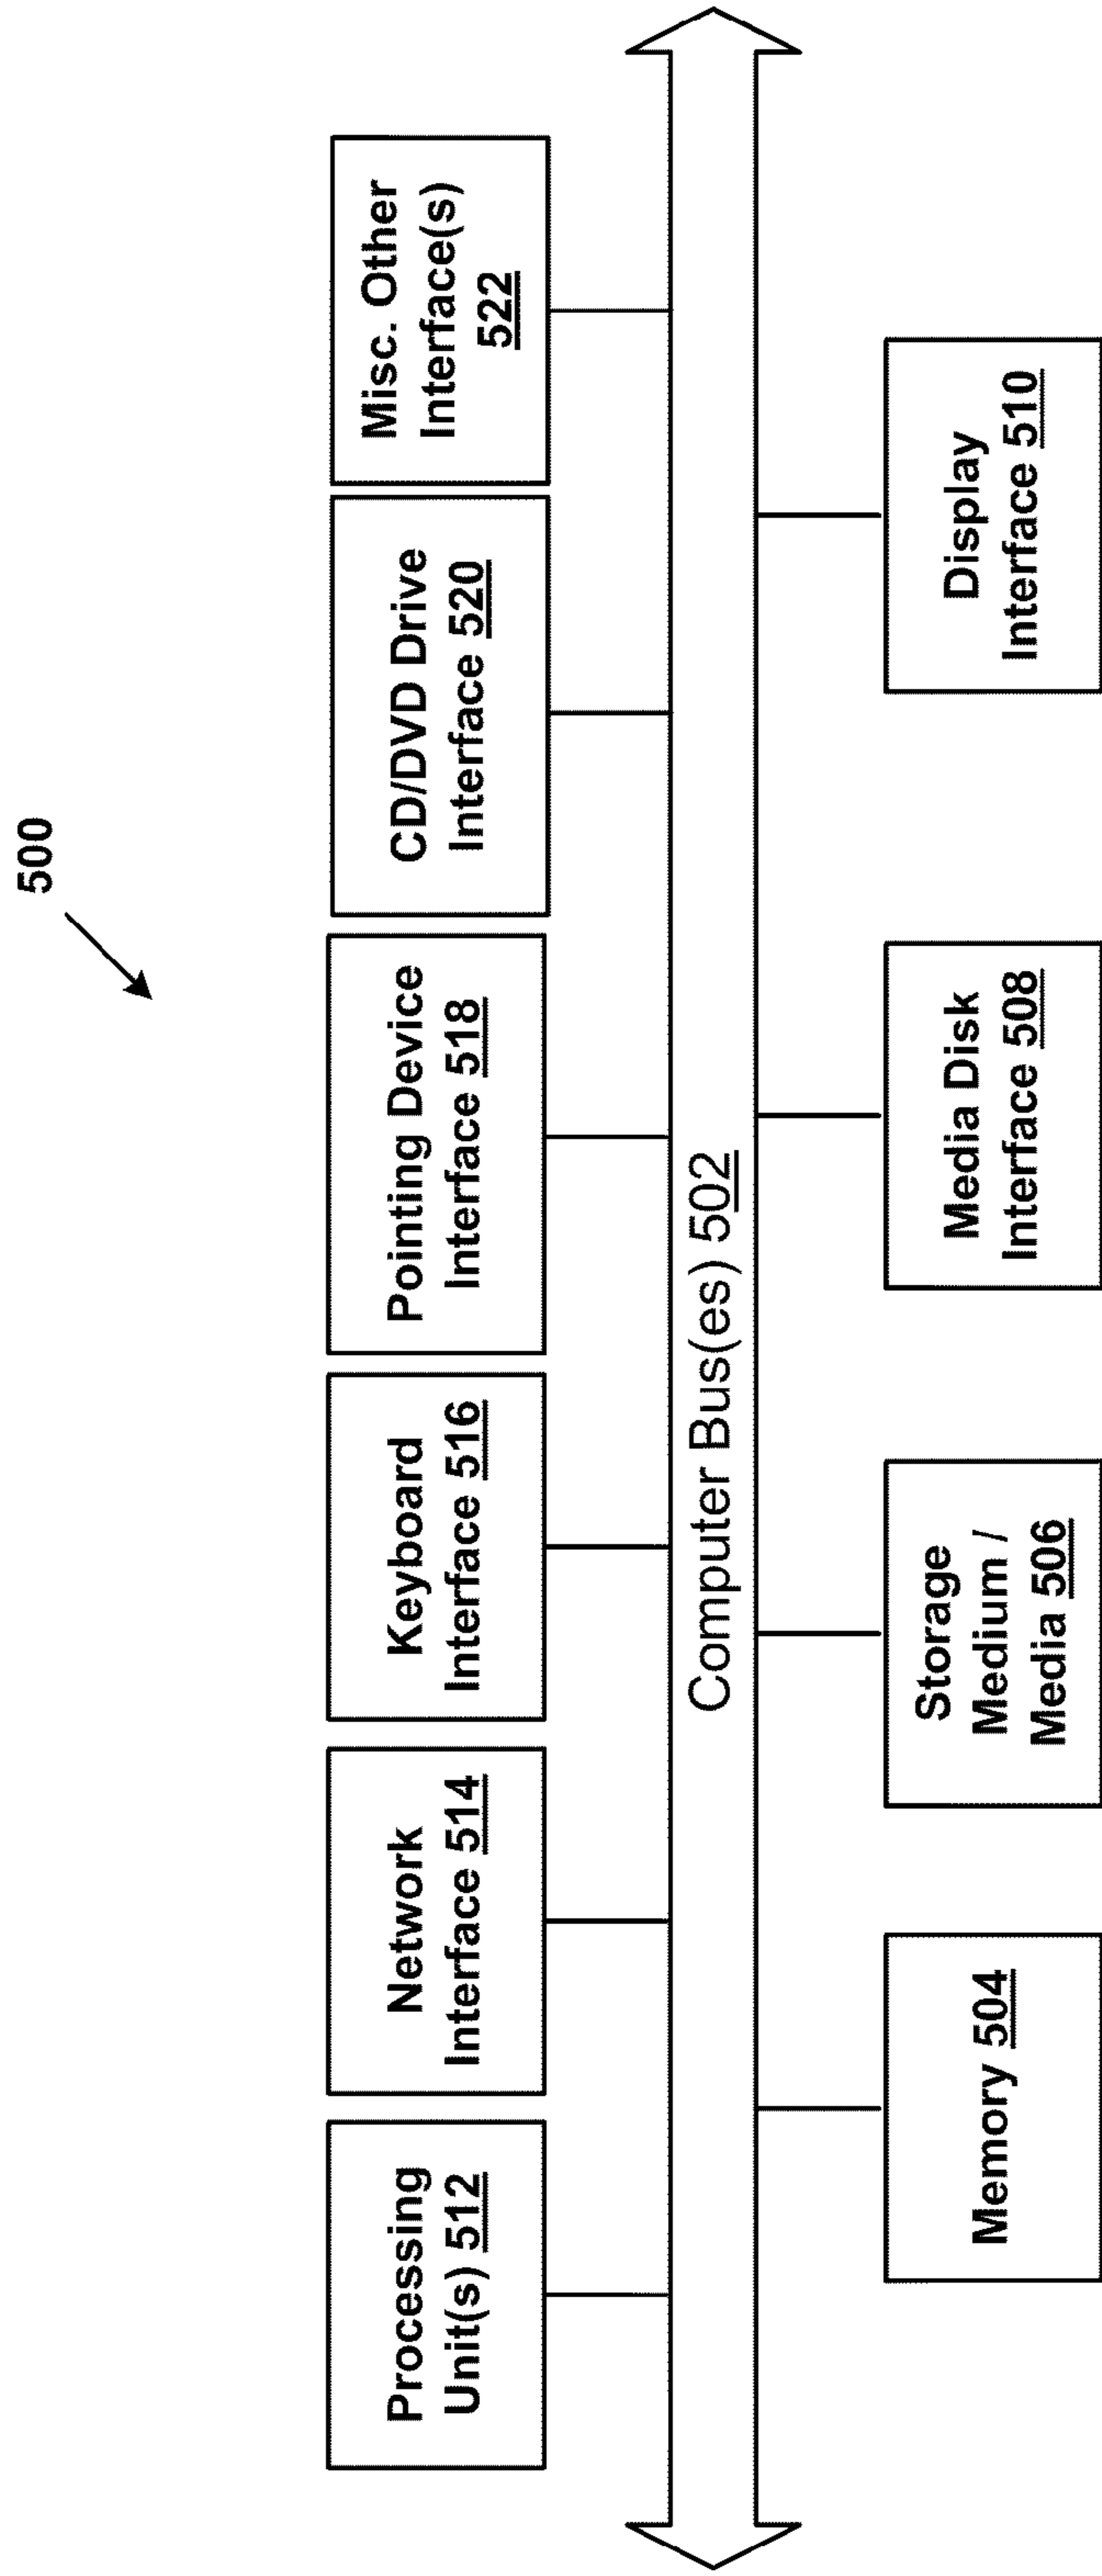 500
Processing
Unit(s) 512
Network
Interface 514
Keyboard
Interface 516
Pointing Device
Interface 518
CD/DVD Drive
Interface 520
Misc. Other
Interface(s)
522
Computer Bus(es) 502
Memory 504
Storage
Medium /
Media 506
Media Disk
Interface 508
Display
Interface 510